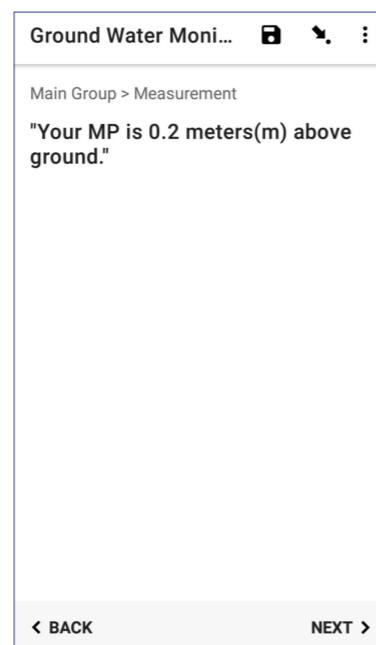 Ground Water Moni...
Main Group > Measurement
"Your MP is 0.2 meters(m) above
ground."
BACK
NEXT